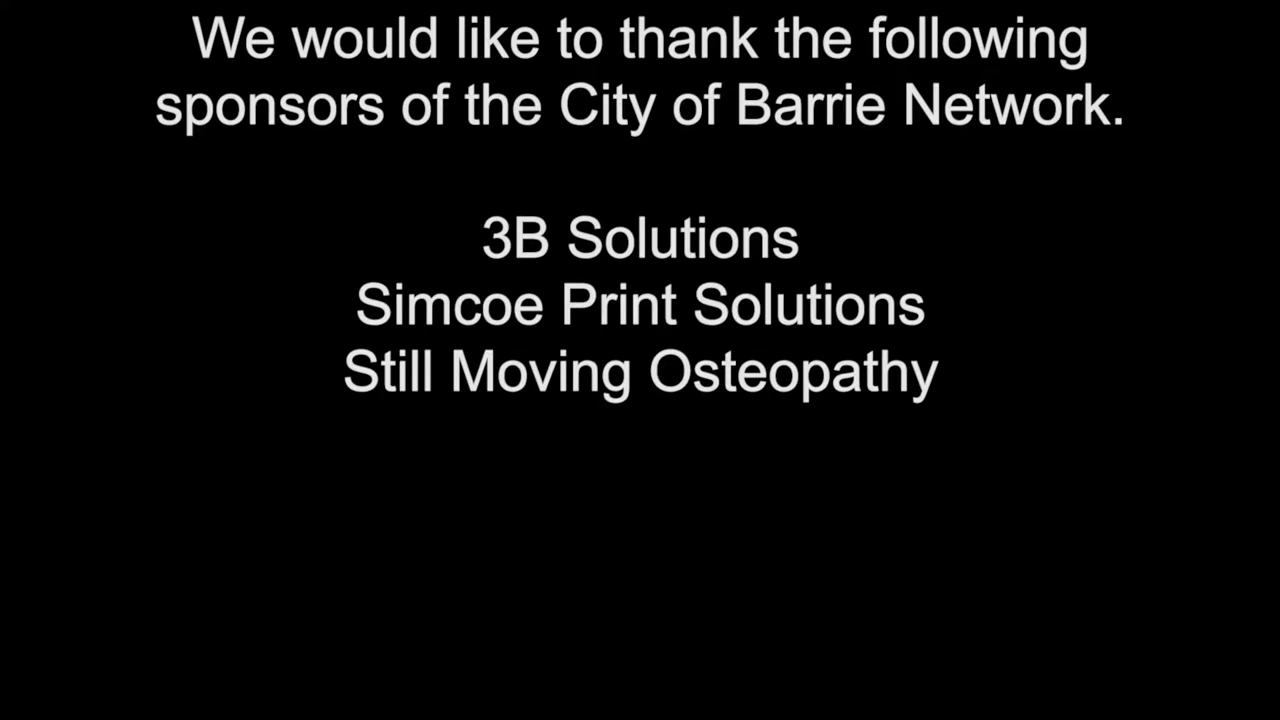 We would like to thank the following
sponsors of the City of Barrie Network.
3B Solutions
Simcoe Print Solutions
Still Moving Osteopathy